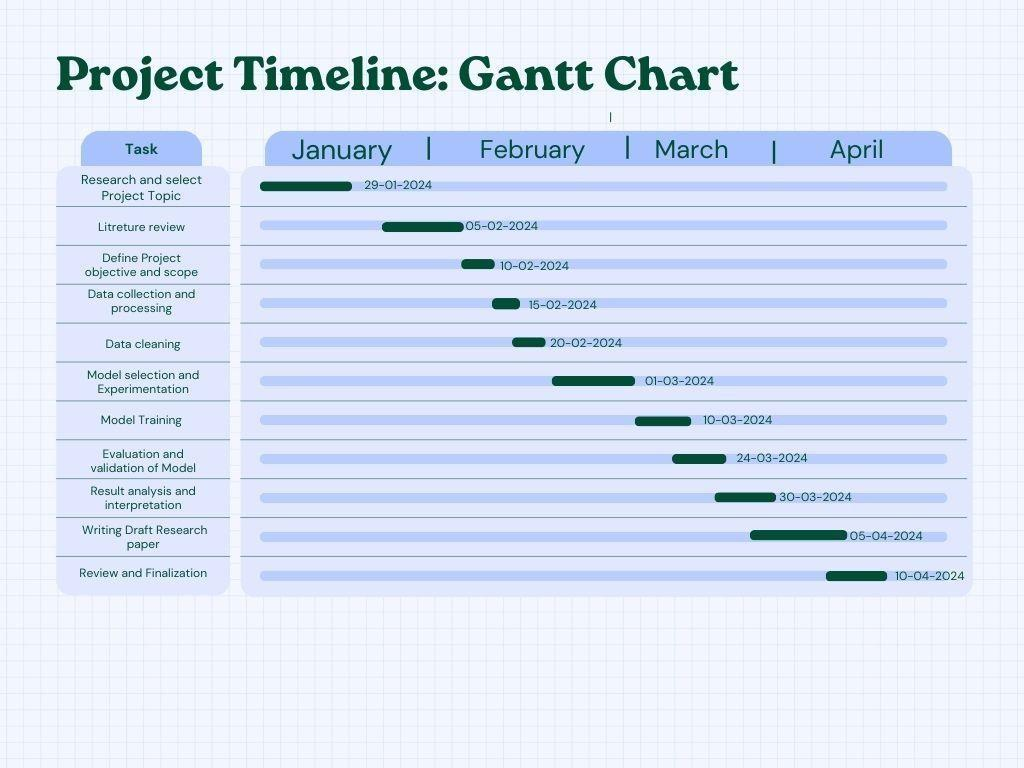 Project Timeline: Gantt Chart
Task
January | February | March | April
Research and select
Project Topic
29-01-2024
Litreture review
05-02-2024
Define Project
objective and scope
10-02-2024
Data collection and
processing
15-02-2024
Data cleaning
20-02-2024
Model selection and
Experimentation
01-03-2024
Model Training
10-03-2024
Evaluation and
validation of Model
24-03-2024
Result analysis and
interpretation
30-03-2024
Writing Draft Research
paper
05-04-2024
Review and Finalization
10-04-2024